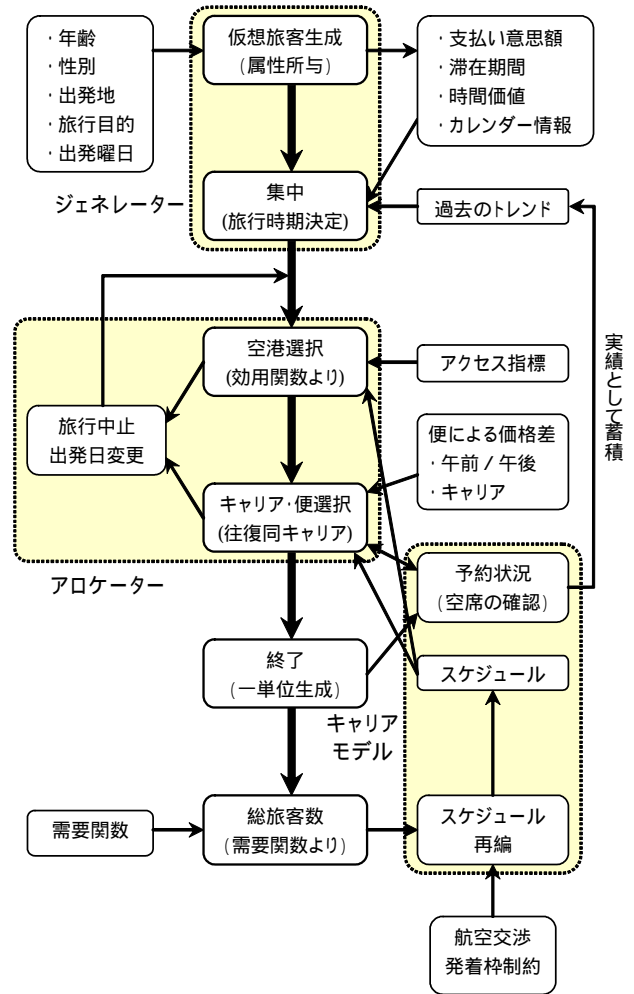 ・年齢
・性別
・出発地
・旅行目的
・出発曜日
仮想旅客生成
(属性所与)
・支払い意思額
・滞在期間
・時間価値
・カレンダー情報
ジェネレーター
集中
(旅行時期決定)
過去のトレンド
実績として蓄積
空港選択
(効用関数より)
アクセス指標
旅行中止
出発日変更
便による価格差
・午前/午後
・キャリア
キャリア・便選択
(往復同キャリア)
アロケーター
予約状況
(空席の確認)
終了
(一単位生成)
スケジュール
キャリア
モデル
需要関数
総旅客数
(需要関数より)
スケジュール
再編
航空交渉
発着枠制約